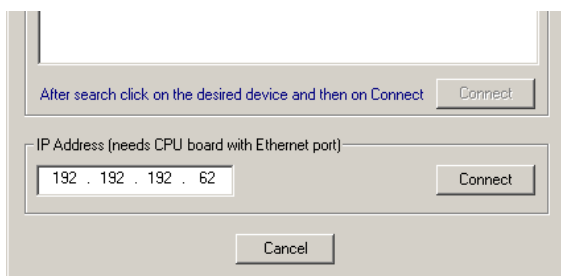 After search click on the desired device and then on Connect Connect
IP Address (needs CPU board with Ethernet port)
192 . 192 . 192 . 62 Connect
Cancel